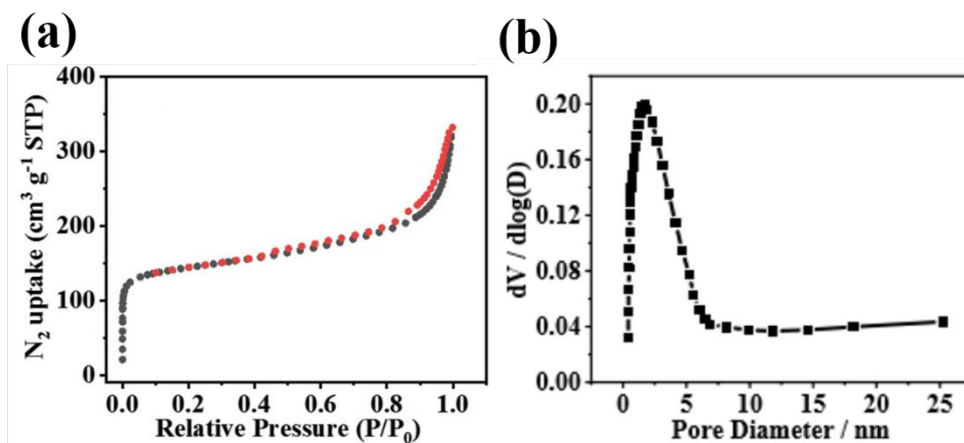 (a)
(b)
400
300
200
100
0
N₂ uptake (cm³ g⁻¹ STP)
0.0 0.2 0.4 0.6 0.8 1.0
Relative Pressure (P/P₀)
0.20
0.16
0.12
0.08
0.04
0.00
dV / dlog(D)
0 5 10 15 20 25
Pore Diameter / nm